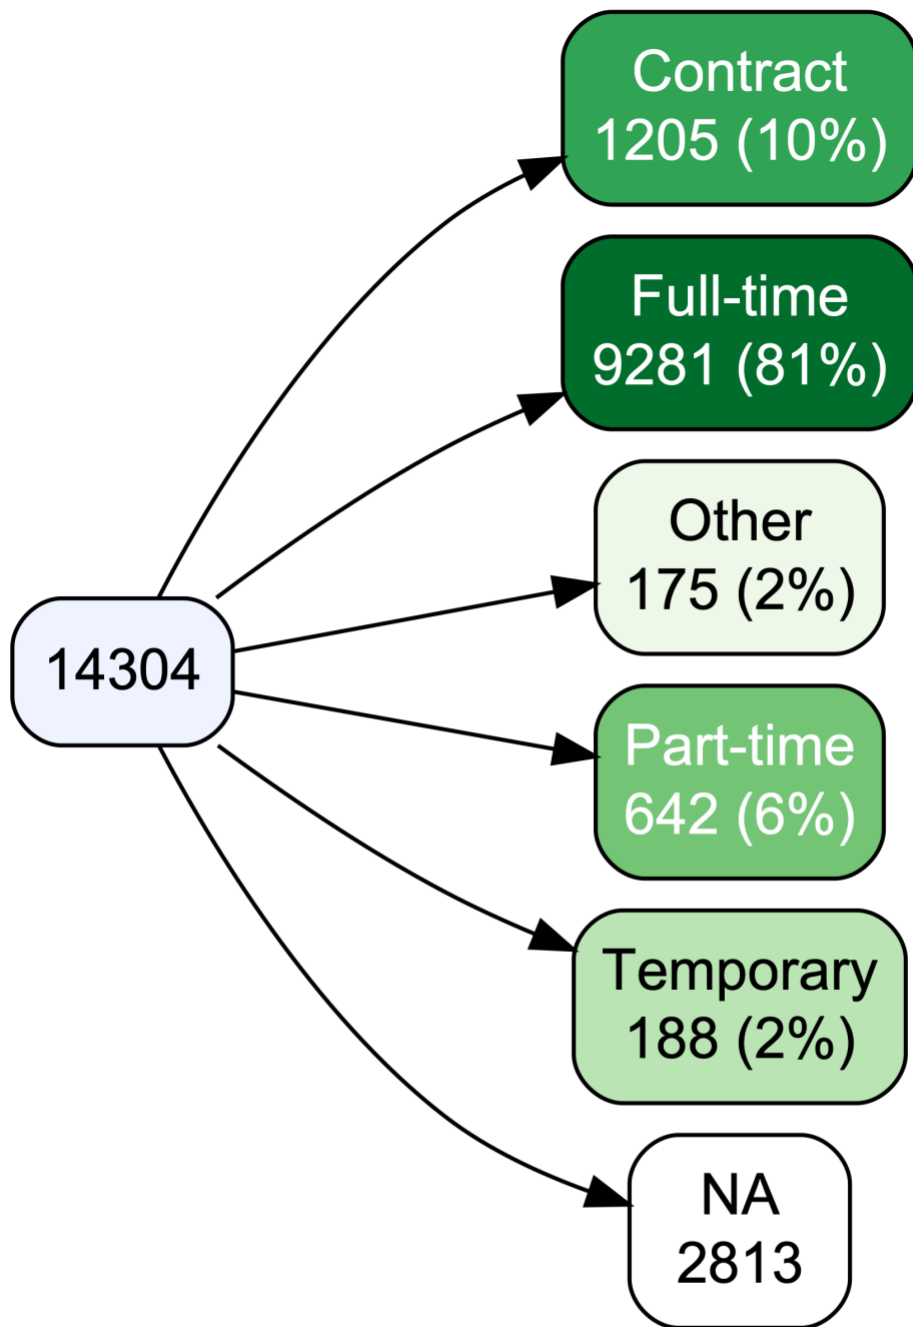 Contract
1205 (10%)
Full-time
9281 (81%)
Other
175 (2%)
14304
Part-time
642 (6%)
Temporary
188 (2%)
NA
2813